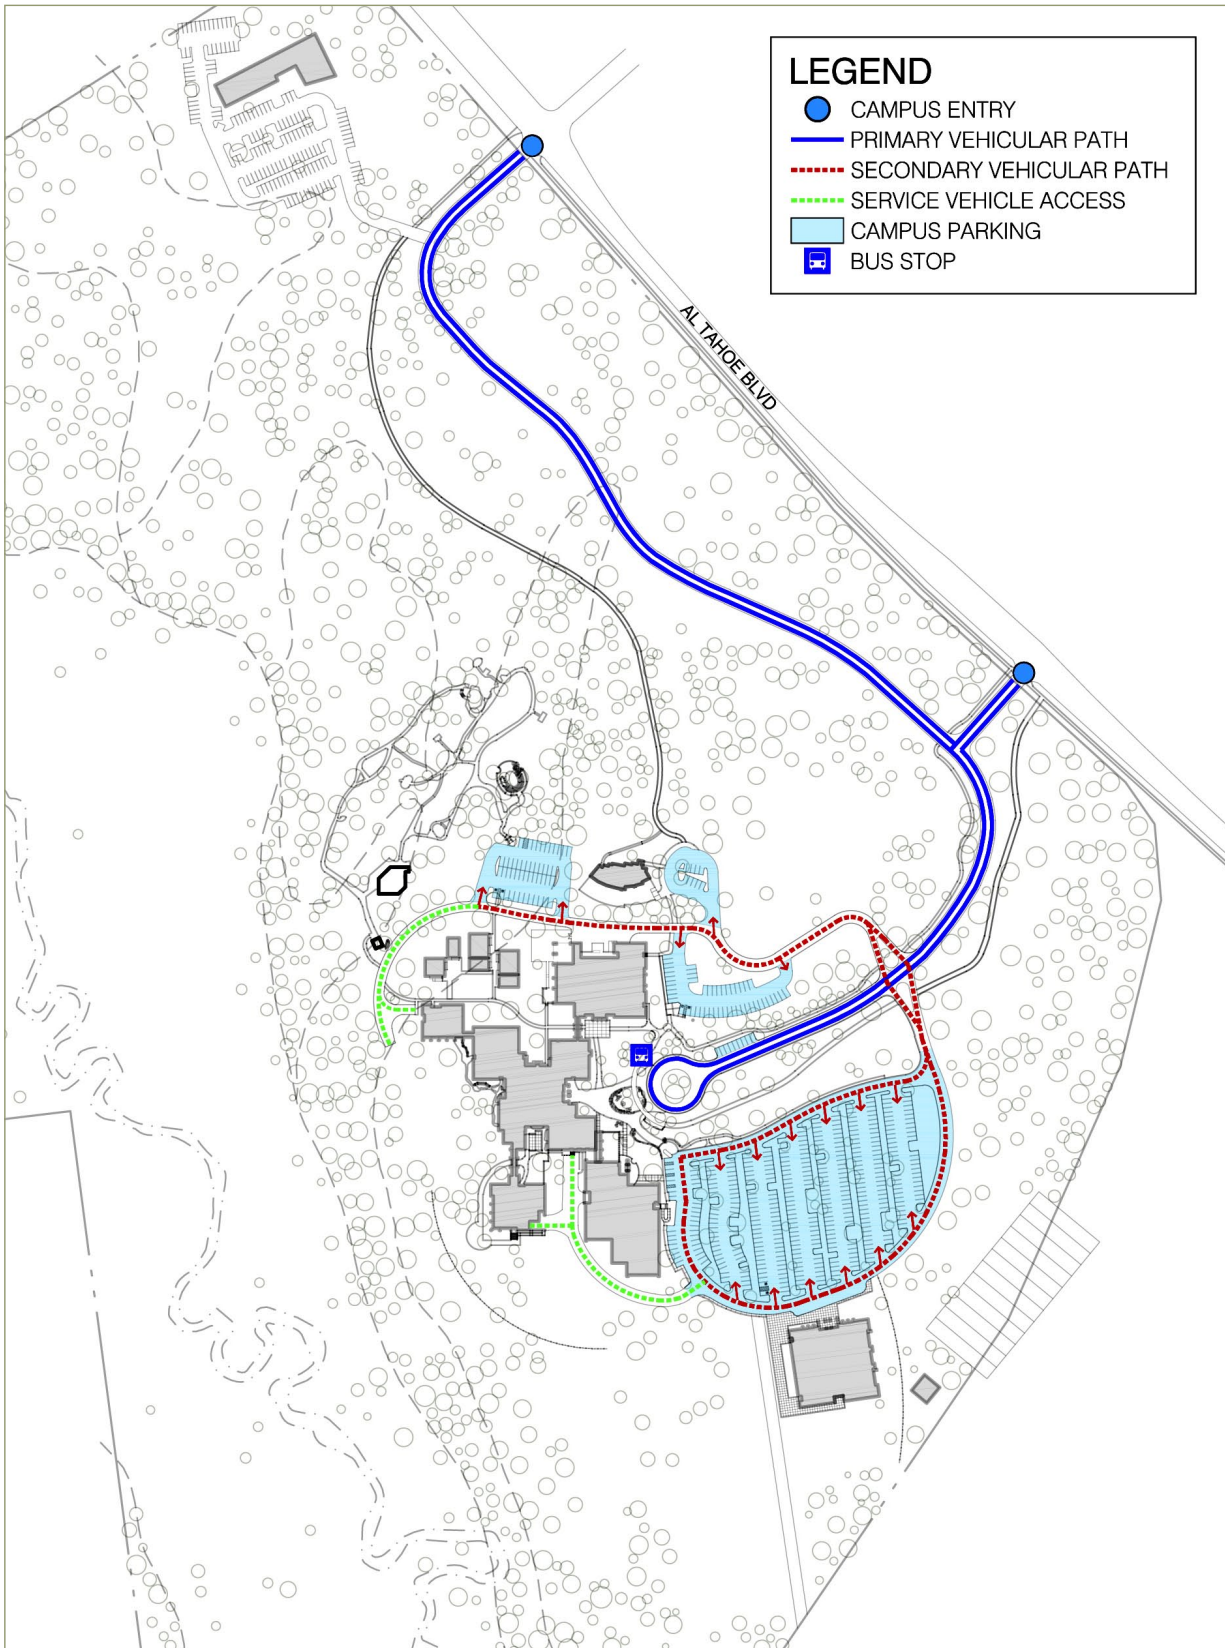 LEGEND
CAMPUS ENTRY
PRIMARY VEHICULAR PATH
SECONDARY VEHICULAR PATH
SERVICE VEHICLE ACCESS
CAMPUS PARKING
BUS STOP
AL TAHOE BLVD